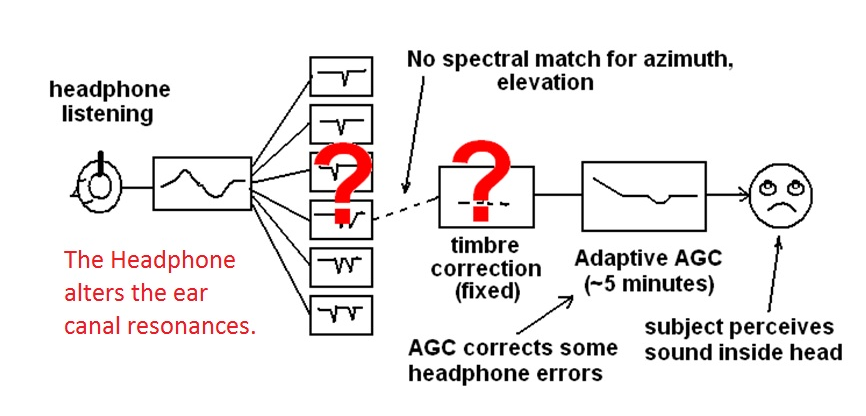 No spectral match for azimuth,
elevation
headphone
listening
?
?
The Headphone
alters the ear
canal resonances.
timbre
correction
(fixed)
Adaptive AGC
(~5 minutes)
AGC corrects some
headphone errors
subject perceives
sound inside head